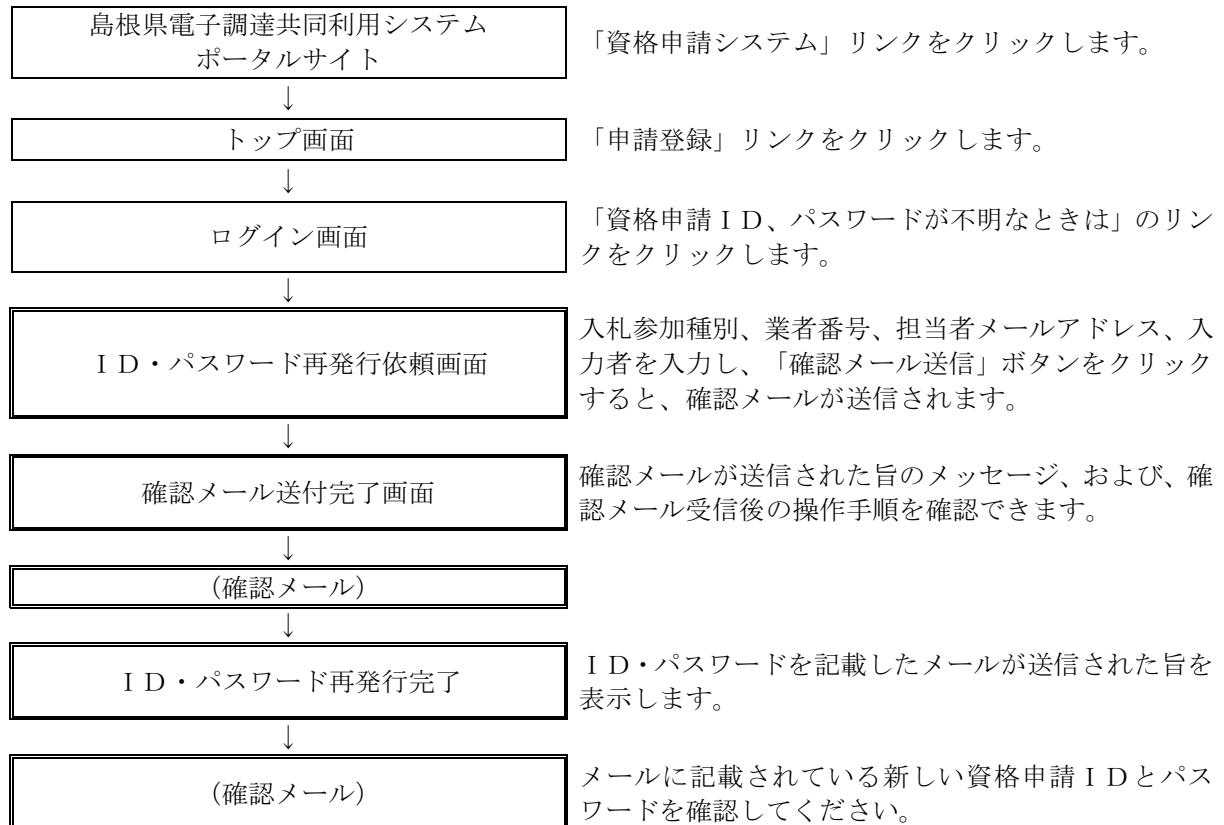 島根県電子調達共同利用システム
ポータルサイト
「資格申請システム」リンクをクリックします。
↓
トップ画面
「申請登録」リンクをクリックします。
↓
ログイン画面
「資格申請ＩＤ、パスワードが不明なときは」のリン
クをクリックします。
↓
ＩＤ・パスワード再発行依頼画面
入札参加種別、業者番号、担当者メールアドレス、入
力者を入力し、「確認メール送信」ボタンをクリック
すると、確認メールが送信されます。
↓
確認メール送付完了画面
確認メールが送信された旨のメッセージ、および、確
認メール受信後の操作手順を確認できます。
↓
（確認メール）
↓
ＩＤ・パスワード再発行完了
ＩＤ・パスワードを記載したメールが送信された旨を
表示します。
↓
（確認メール）
メールに記載されている新しい資格申請ＩＤとパス
ワードを確認してください。